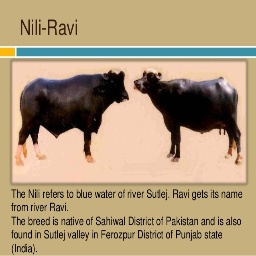 Nili-Ravi
The Nili refers to blue water of river Sutlej. Ravi gets its name
from river Ravi.
The breed is native of Sahiwal District of Pakistan and is also
found in Sutlej valley in Ferozpur District of Punjab state
(India).